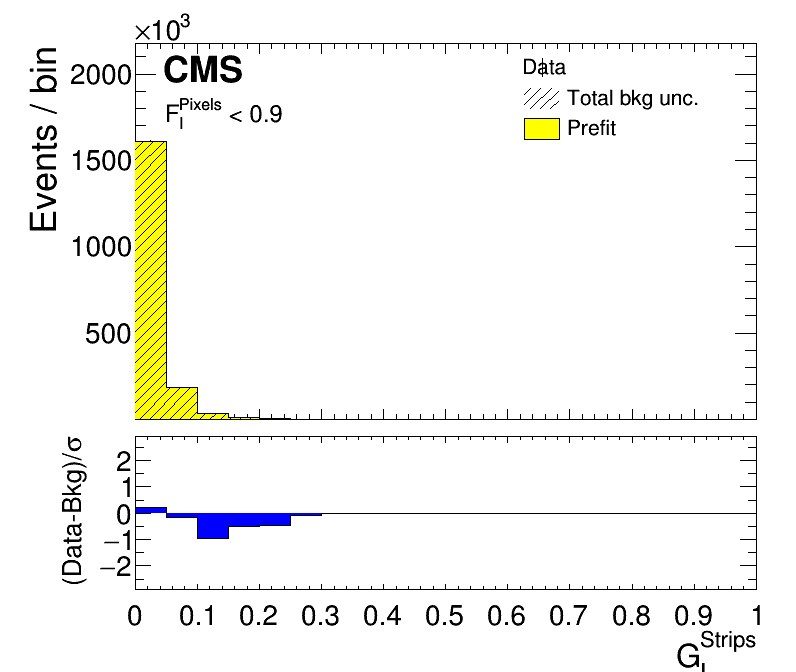 ×10³
Events / bin
2000
1500
1000
500
CMS
F_I^Pixels < 0.9
Data
Total bkg unc.
Prefit
(Data-Bkg)/σ
2
1
0
−1
−2
0 0.1 0.2 0.3 0.4 0.5 0.6 0.7 0.8 0.9 1
G_I^Strips